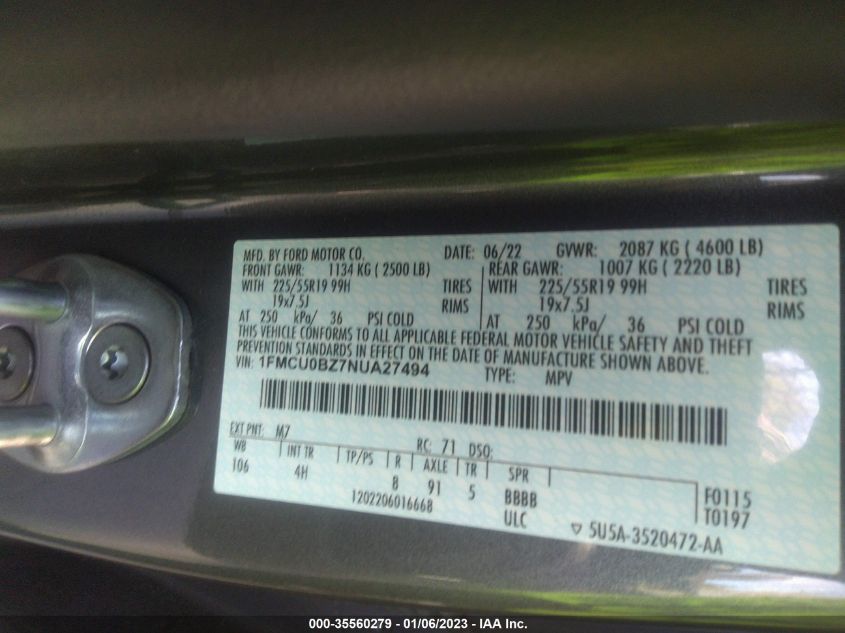 MFD. BY FORD MOTOR CO. DATE: 06/22 GVWR: 2087 KG ( 4600 LB)
FRONT GAWR: 1134 KG ( 2500 LB) REAR GAWR: 1007 KG ( 2220 LB)
WITH 225/55R19 99H TIRES WITH 225/55R19 99H TIRES
19x7.5J RIMS 19x7.5J RIMS
AT 250 kPa/ 36 PSI COLD AT 250 kPa/ 36 PSI COLD
THIS VEHICLE CONFORMS TO ALL APPLICABLE FEDERAL MOTOR VEHICLE SAFETY AND THEFT
PREVENTION STANDARDS IN EFFECT ON THE DATE OF MANUFACTURE SHOWN ABOVE.
VIN: 1FMCU0BZ7NUA27494 TYPE: MPV
EXT PNT: M7 RC: 71 DSO:
WB INT TR TP/PS R AXLE TR SPR
106 4H 8 91 5 BBBB F0115
1202206016668 ULC T0197
5U5A-3520472-AA
000-35560279 - 01/06/2023 - IAA Inc.